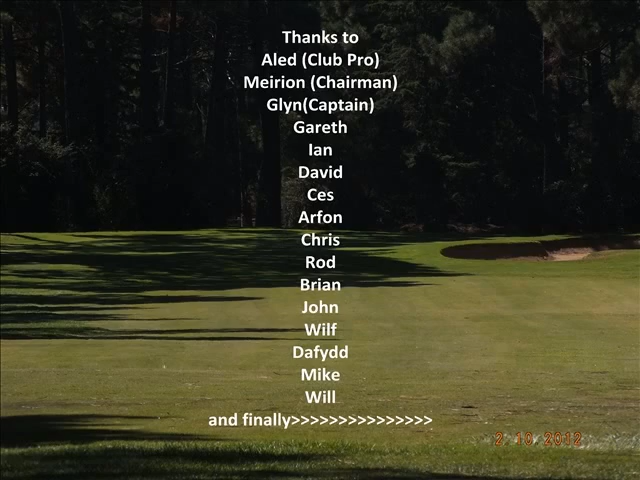 Thanks to
Aled (Club Pro)
Meirion (Chairman)
Glyn(Captain)
Gareth
Ian
David
Ces
Arfon
Chris
Rod
Brian
John
Wilf
Dafydd
Mike
Will
and finally>>>>>>>>>>>>>>>
2 10 2012